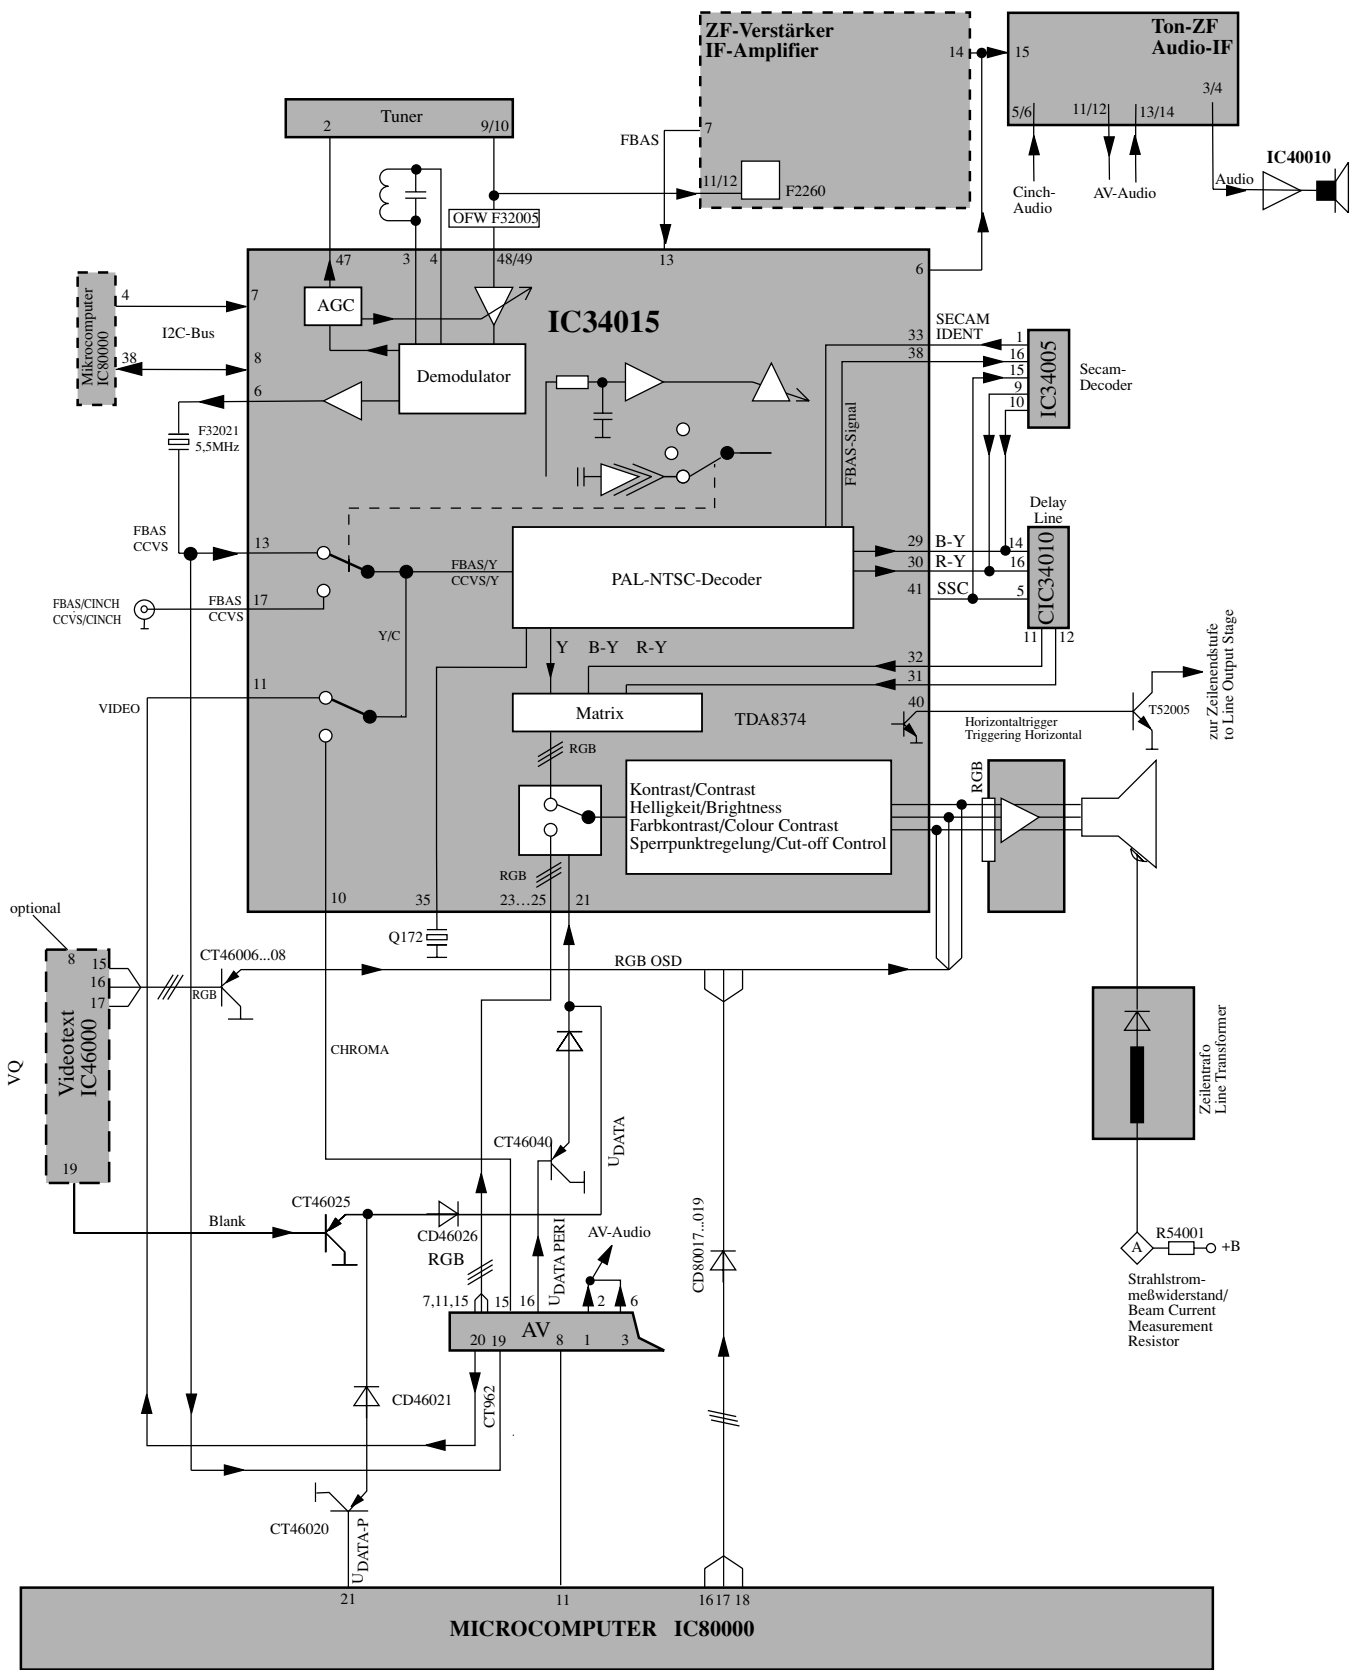 ZF-Verstärker
IF-Amplifier
14
7
11/12
F2260
Ton-ZF
Audio-IF
15
3/4
5/6
11/12
13/14
Cinch-
Audio
AV-Audio
Audio
IC40010
Tuner
2
9/10
FBAS
OFW F32005
47
3
4
48/49
13
6
Mikrocomputer
IC80000
4
38
I2C-Bus
7
8
6
AGC
IC34015
Demodulator
F32021
5,5MHz
SECAM
IDENT
33
38
1
16
15
9
10
IC34005
Secam-
Decoder
FBAS-Signal
FBAS
CCVS
13
FBAS/CINCH
CCVS/CINCH
FBAS
CCVS
17
FBAS/Y
CCVS/Y
Y/C
PAL-NTSC-Decoder
29
B-Y
30
R-Y
41
SSC
Delay
Line
14
16
5
CIC34010
11
12
Y
B-Y
R-Y
32
31
40
VIDEO
11
Matrix
TDA8374
RGB
Horizontaltrigger
Triggering Horizontal
T52005
zur Zeilenendstufe
to Line Output Stage
Kontrast/Contrast
Helligkeit/Brightness
Farbkontrast/Colour Contrast
Sperrpunktregelung/Cut-off Control
RGB
RGB
10
35
23...25
21
Q172
optional
8
15
16
17
Videotext
IC46000
19
VQ
CT46006...08
RGB
RGB OSD
CHROMA
CT46040
UDATA
Zeilentrafo
Line Transformer
CT46025
Blank
CD46026
RGB
UDATA PERI
AV-Audio
CD80017...019
A
R54001
+B
Strahlstrom-
meßwiderstand/
Beam Current
Measurement
Resistor
7,11,15
15
16
2
6
AV
20
19
8
1
3
CT962
CD46021
CT46020
UDATA-P
21
11
16
17
18
MICROCOMPUTER IC80000